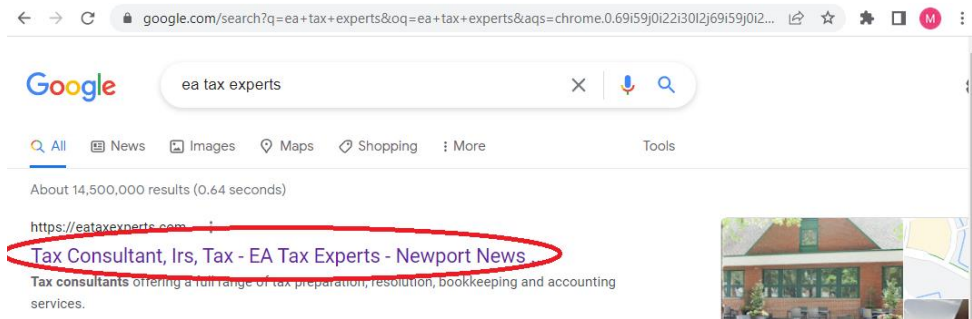 google.com/search?q=ea+tax+experts&oq=ea+tax+experts&aqs=chrome.0.69i59j0i22i30l2j69i59j0i2...
M
Google
ea tax experts
All News Images Maps Shopping More Tools
About 14,500,000 results (0.64 seconds)
https://eataxexperts.com
Tax Consultant, Irs, Tax - EA Tax Experts - Newport News ...
Tax consultants offering a full range of tax preparation, resolution, bookkeeping and accounting
services.